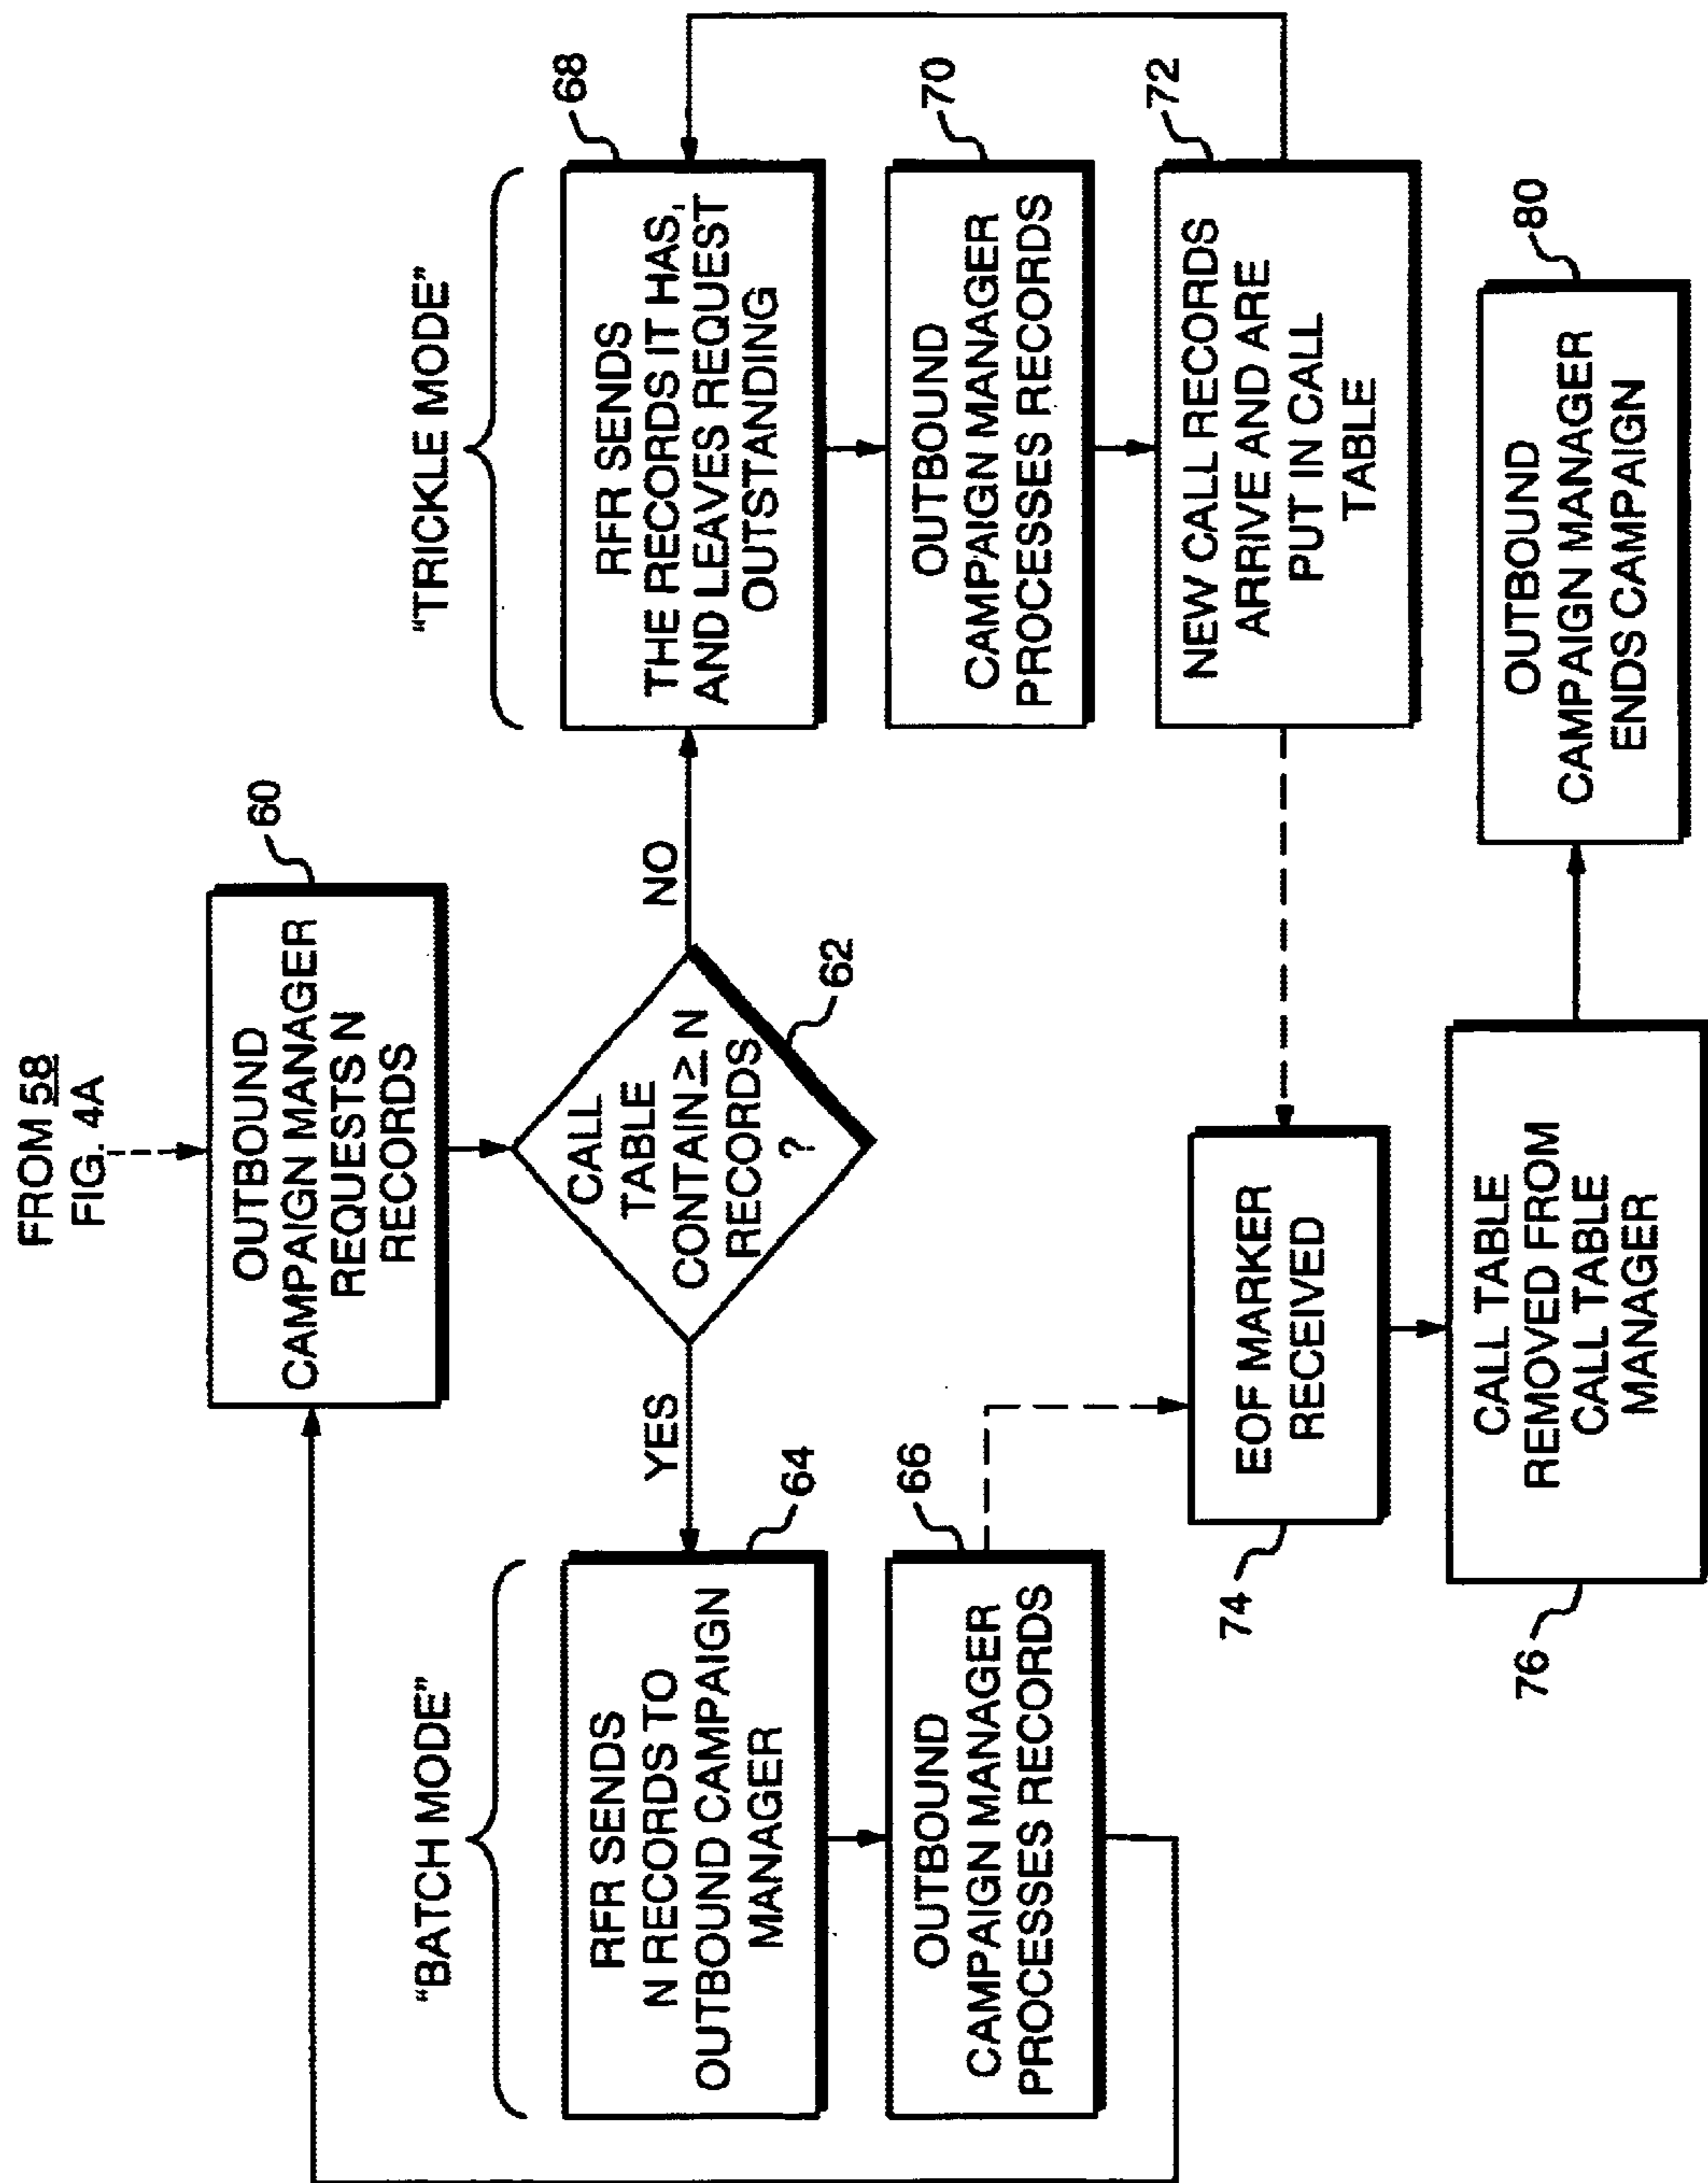 FROM 58
FIG. 4A
60
OUTBOUND
CAMPAIGN MANAGER
REQUESTS N
RECORDS
CALL
TABLE
CONTAIN ≥ N
RECORDS
?
62
YES
NO
"BATCH MODE"
RFR SENDS
N RECORDS TO
OUTBOUND CAMPAIGN
MANAGER
64
OUTBOUND
CAMPAIGN MANAGER
PROCESSES RECORDS
66
"TRICKLE MODE"
68
RFR SENDS
THE RECORDS IT HAS,
AND LEAVES REQUEST
OUTSTANDING
70
OUTBOUND
CAMPAIGN MANAGER
PROCESSES RECORDS
72
NEW CALL RECORDS
ARRIVE AND ARE
PUT IN CALL
TABLE
74
EOF MARKER
RECEIVED
76
CALL TABLE
REMOVED FROM
CALL TABLE
MANAGER
80
OUTBOUND
CAMPAIGN MANAGER
ENDS CAMPAIGN